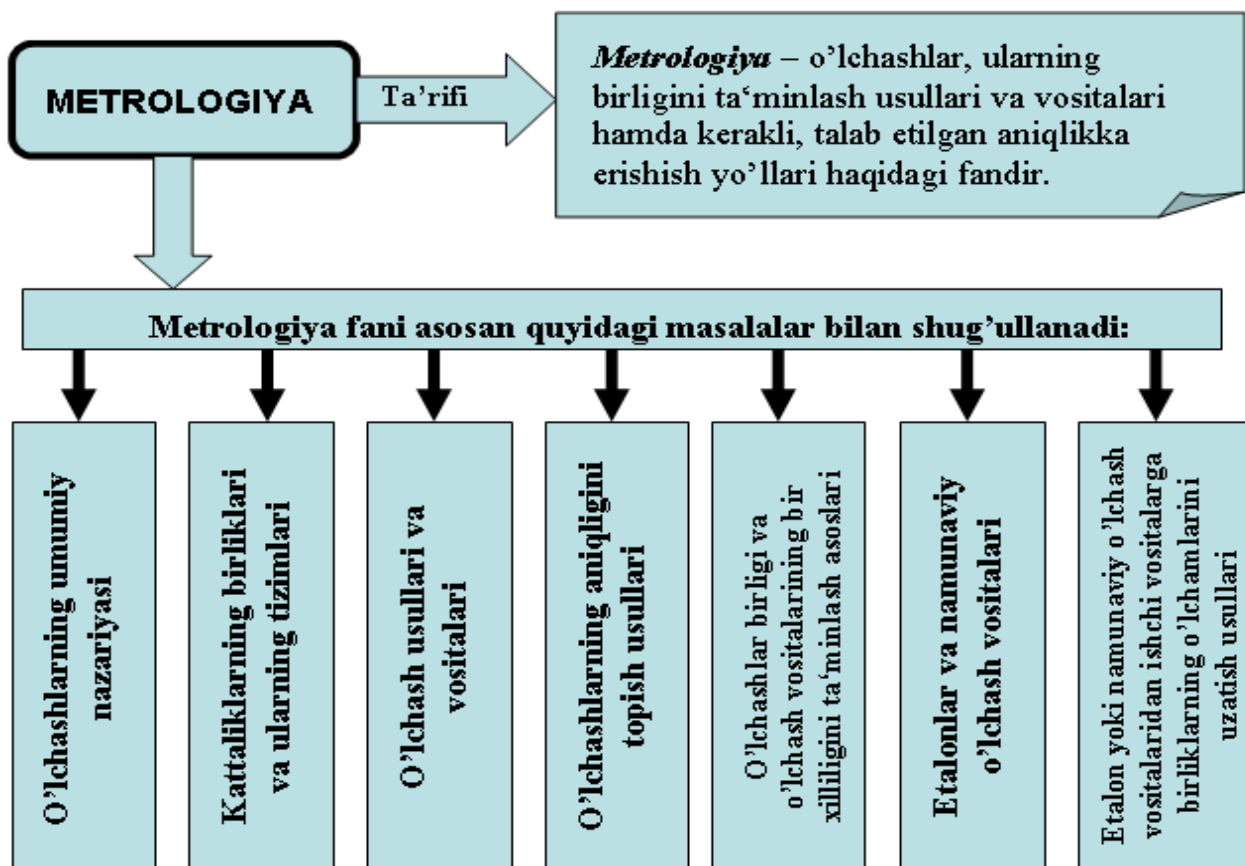 METROLOGIYA
Ta’rifi
Metrologiya – o’lchashlar, ularning
birligini ta‘minlash usullari va vositalari
hamda kerakli, talab etilgan aniqlikka
erishish yo’llari haqidagi fandir.
Metrologiya fani asosan quyidagi masalalar bilan shug’ullanadi:
O’lchashlarning umumiy
nazariyasi
Kattaliklarning birliklari
va ularning tizimlari
O’lchash usullari va
vositalari
O’lchashlarning aniqligini
topish usullari
O’lchashlar birligi va
o’lchash vositalarining bir
xilliligini ta‘minlash asoslari
Etalonlar va namunaviy
o’lchash vositalari
Etalon yoki namunaviy o’lchash
vositalaridan ishchi vositalarga
birliklarning o’lchamlarini
uzatish usullari